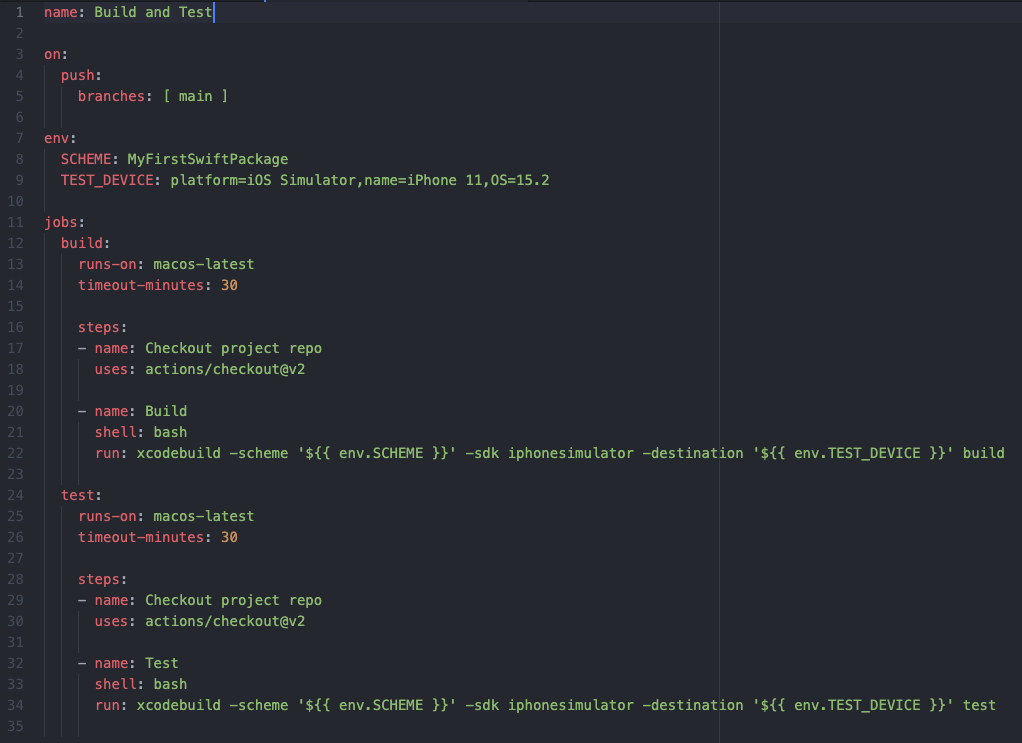 1 name: Build and Test
2
3 on:
4   push:
5     branches: [ main ]
6
7 env:
8   SCHEME: MyFirstSwiftPackage
9   TEST_DEVICE: platform=iOS Simulator,name=iPhone 11,OS=15.2
10
11 jobs:
12   build:
13     runs-on: macos-latest
14     timeout-minutes: 30
15
16     steps:
17     - name: Checkout project repo
18       uses: actions/checkout@v2
19
20     - name: Build
21       shell: bash
22       run: xcodebuild -scheme '${{ env.SCHEME }}' -sdk iphonesimulator -destination '${{ env.TEST_DEVICE }}' build
23
24   test:
25     runs-on: macos-latest
26     timeout-minutes: 30
27
28     steps:
29     - name: Checkout project repo
30       uses: actions/checkout@v2
31
32     - name: Test
33       shell: bash
34       run: xcodebuild -scheme '${{ env.SCHEME }}' -sdk iphonesimulator -destination '${{ env.TEST_DEVICE }}' test
35